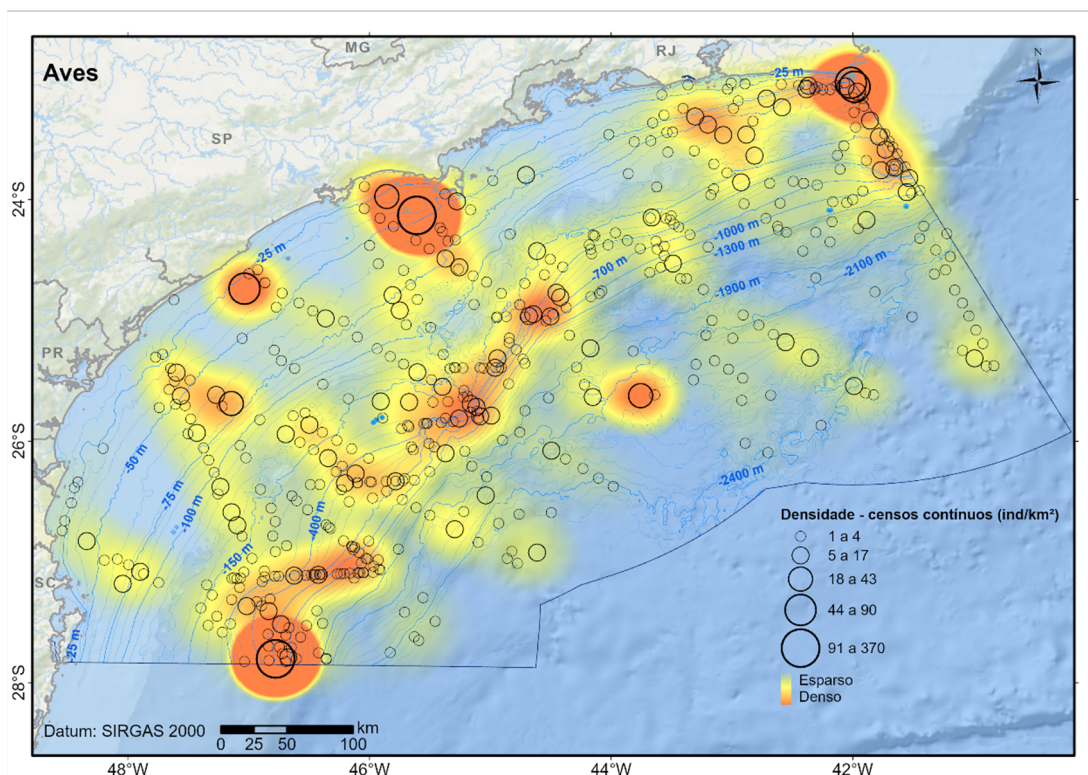 MG
RJ
Aves
N
-25 m
SP
24°S
-25 m
-1000 m
-1300 m
-700 m
-2100 m
-1900 m
PR
26°S
-50 m
-75 m
-100 m
-400 m
-2400 m
-150 m
SC
-25 m
Densidade - censos contínuos (ind/km²)
1 a 4
5 a 17
18 a 43
44 a 90
91 a 370
Esparso
Denso
28°S
Datum: SIRGAS 2000
km
0 25 50 100
48°W 46°W 44°W 42°W